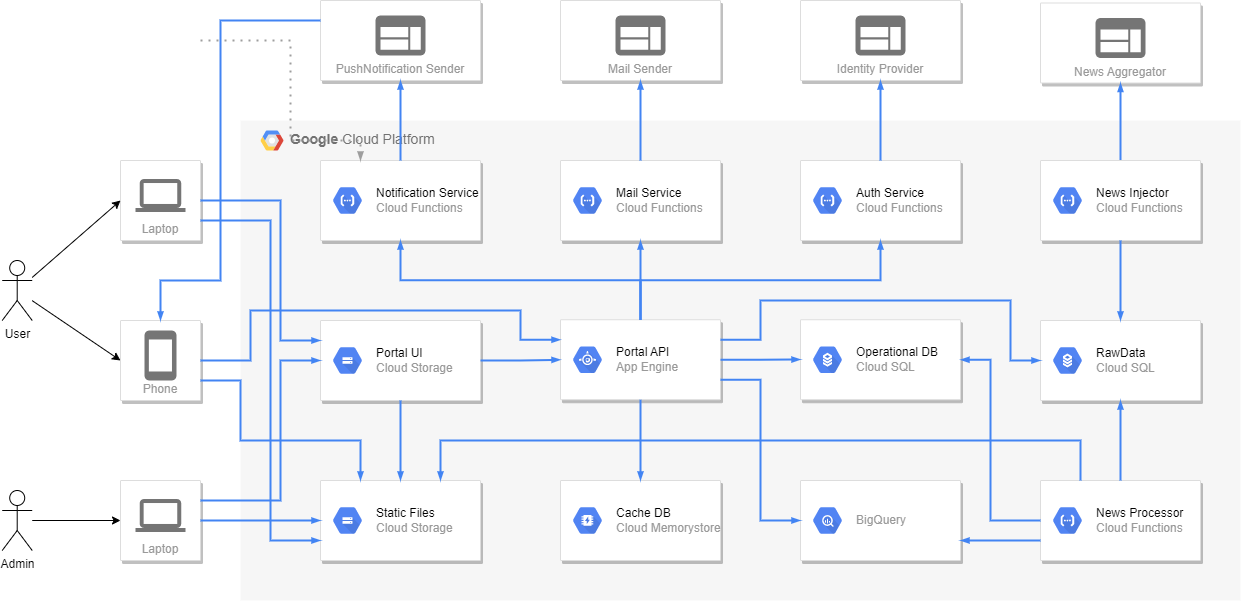 PushNotification Sender
Mail Sender
Identity Provider
News Aggregator
Google Cloud Platform
Notification Service
Cloud Functions
Mail Service
Cloud Functions
Auth Service
Cloud Functions
News Injector
Cloud Functions
Laptop
User
Portal UI
Cloud Storage
Portal API
App Engine
Operational DB
Cloud SQL
RawData
Cloud SQL
Phone
Static Files
Cloud Storage
Cache DB
Cloud Memorystore
BigQuery
News Processor
Cloud Functions
Laptop
Admin